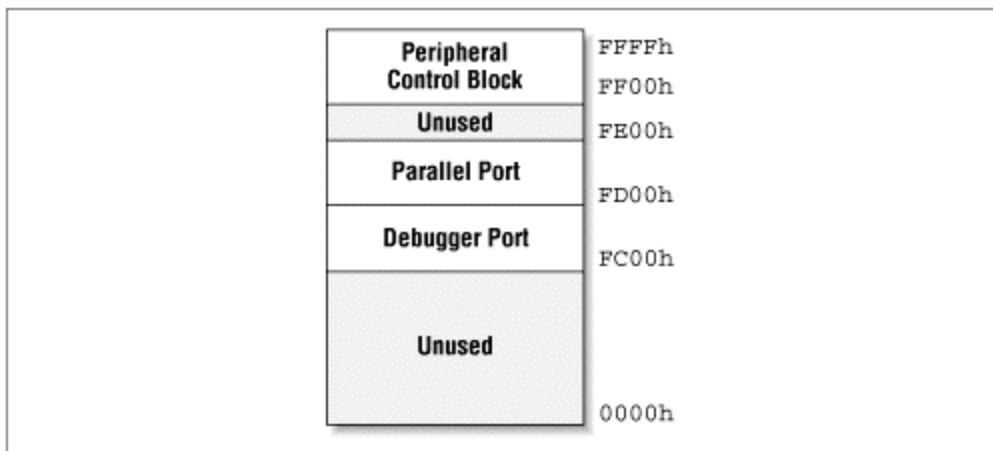 Peripheral
Control Block
FFFFh
FF00h
Unused
FE00h
Parallel Port
FD00h
Debugger Port
FC00h
Unused
0000h